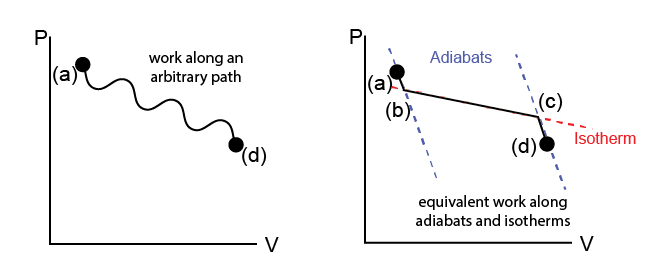 P
(a)
work along an
arbitrary path
(d)
V
P
Adiabats
(a)
(b)
(c)
(d)
Isotherm
equivalent work along
adiabats and isotherms
V